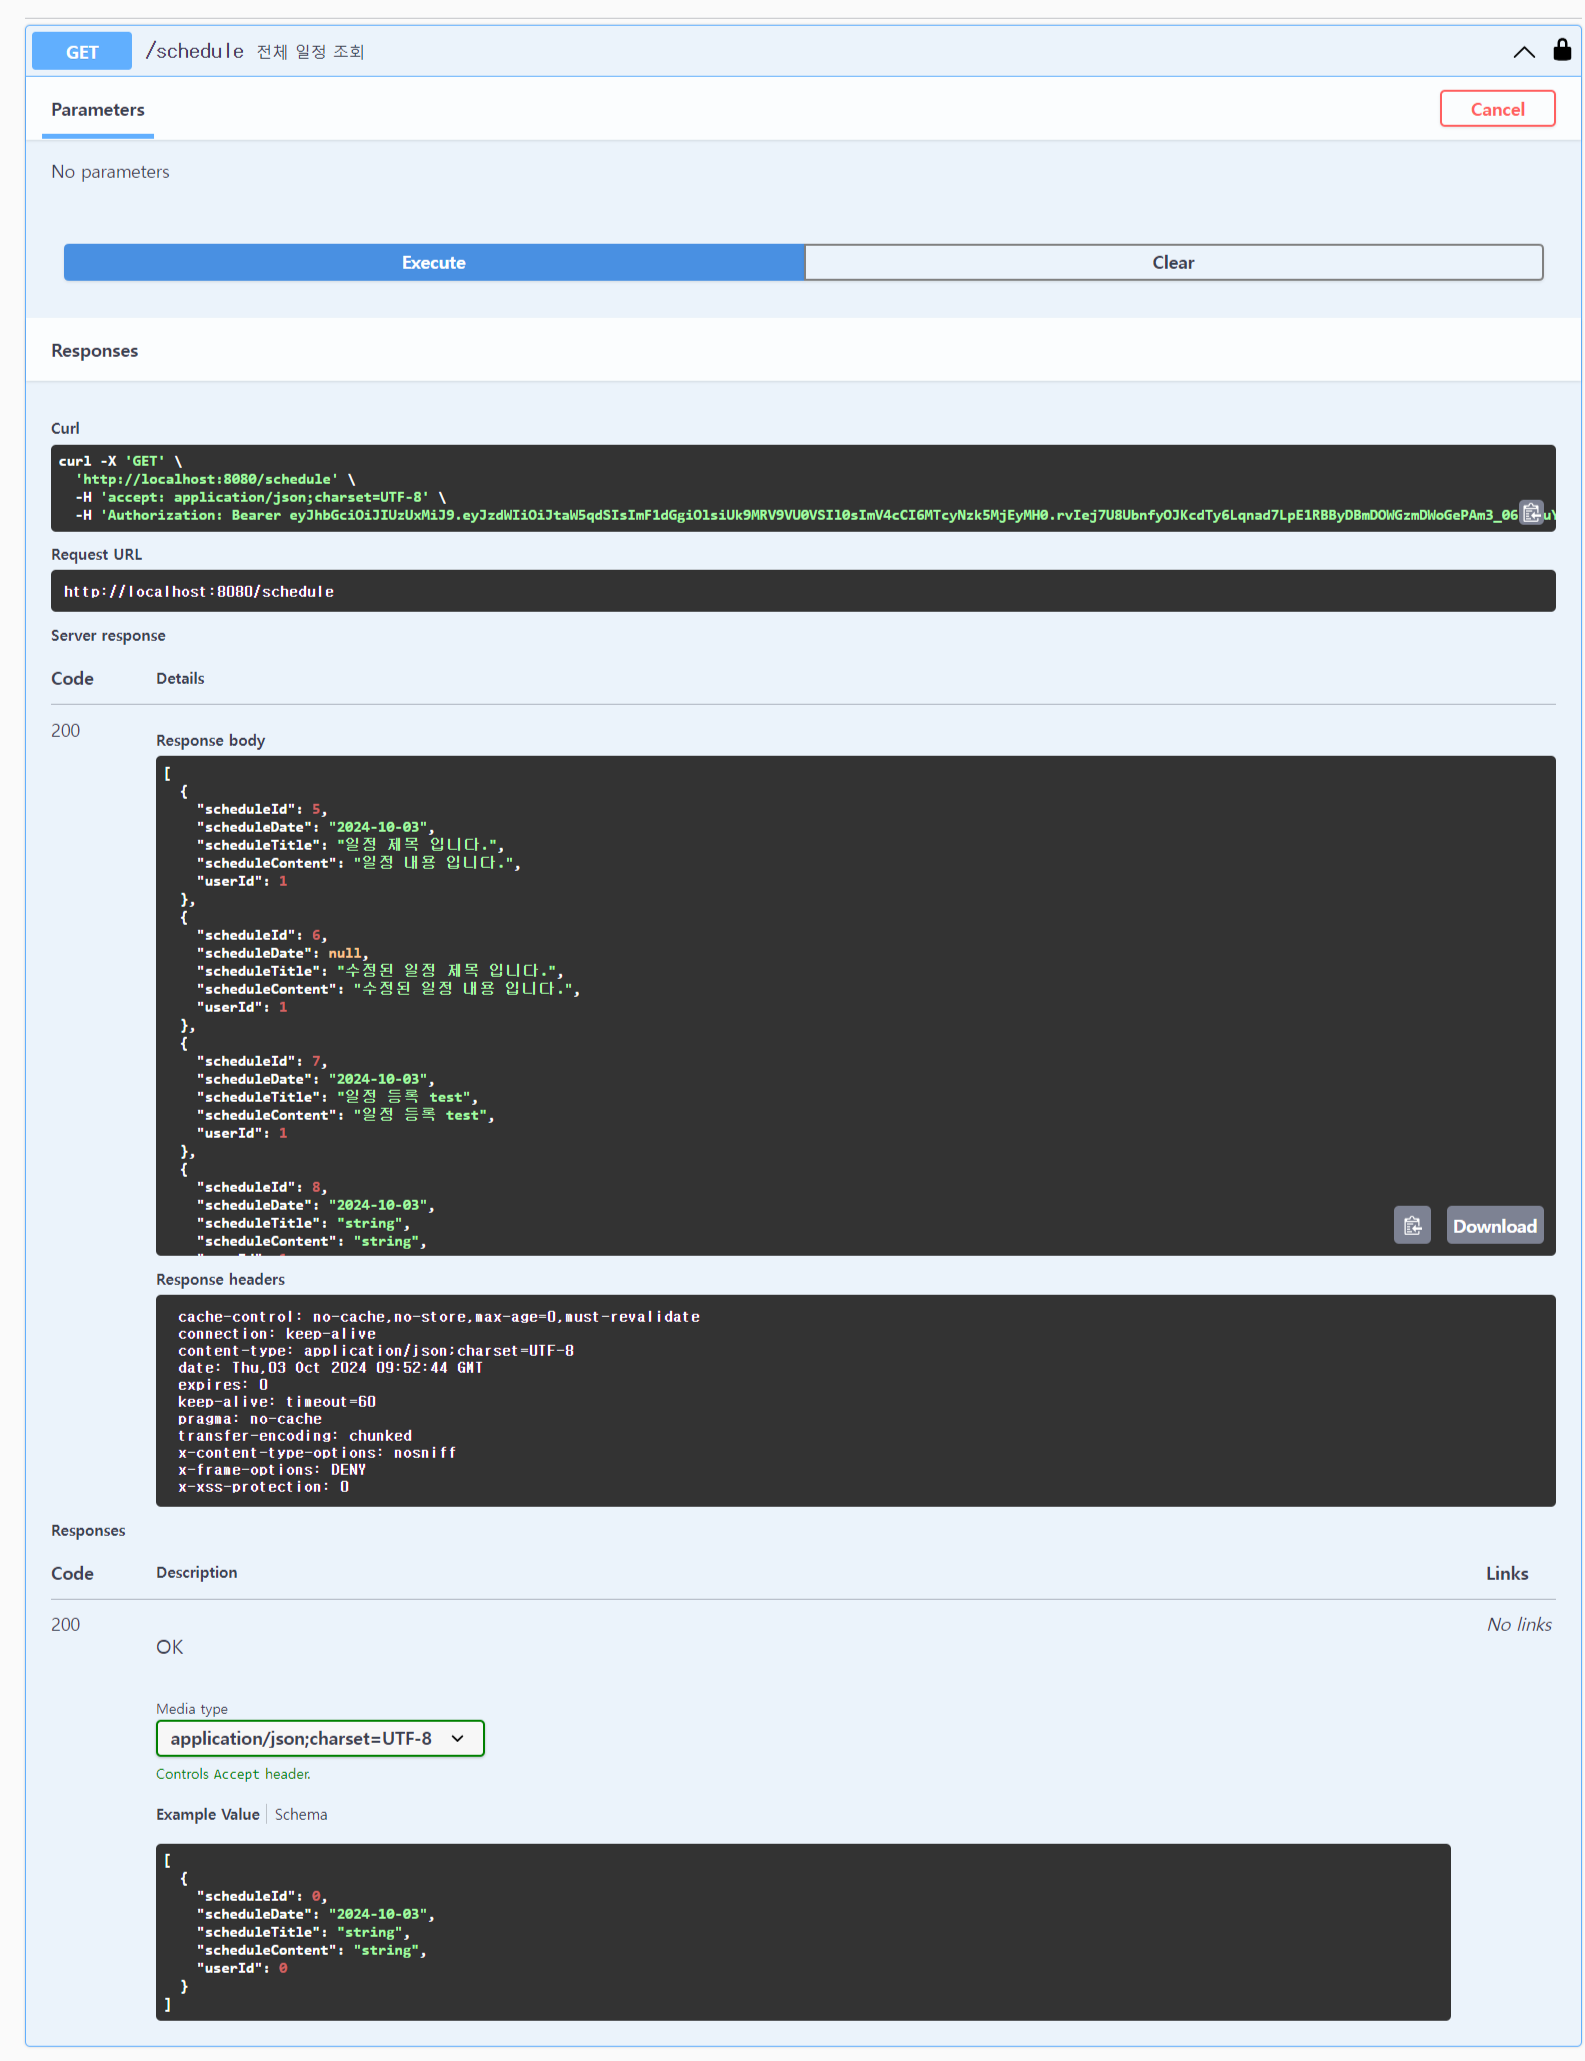 GET /schedule 전체 일정 조회
Parameters
Cancel
No parameters
Execute
Clear
Responses
Curl
curl -X 'GET' \
'http://localhost:8080/schedule' \
-H 'accept: application/json;charset=UTF-8' \
-H 'Authorization: Bearer
Request URL
http://localhost:8080/schedule
Server response
Code Details
200
Response body
[
{
"scheduleId": 5,
"scheduleDate": "2024-10-03",
"scheduleTitle": "일정 제목 입니다.",
"scheduleContent": "일정 내용 입니다.",
"userId": 1
},
{
"scheduleId": 6,
"scheduleDate": null,
"scheduleTitle": "수정된 일정 제목 입니다.",
"scheduleContent": "수정된 일정 내용 입니다.",
"userId": 1
},
{
"scheduleId": 7,
"scheduleDate": "2024-10-03",
"scheduleTitle": "일정 등록 test",
"scheduleContent": "일정 등록 test",
"userId": 1
},
{
"scheduleId": 8,
"scheduleDate": "2024-10-03",
"scheduleTitle": "string",
"scheduleContent": "string",
Download
Response headers
cache-control: no-cache,no-store,max-age=0,must-revalidate
connection: keep-alive
content-type: application/json;charset=UTF-8
date: Thu,03 Oct 2024 09:52:44 GMT
expires: 0
keep-alive: timeout=60
pragma: no-cache
transfer-encoding: chunked
x-content-type-options: nosniff
x-frame-options: DENY
x-xss-protection: 0
Responses
Code Description Links
200 No links
OK
Media type
application/json;charset=UTF-8
Controls Accept header.
Example Value Schema
[
{
"scheduleId": 0,
"scheduleDate": "2024-10-03",
"scheduleTitle": "string",
"scheduleContent": "string",
"userId": 0
}
]